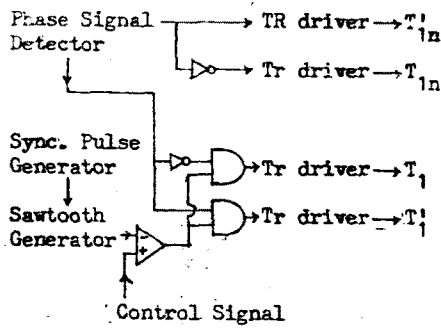 Phase Signal
Detector
TR driver → T'1n
Tr driver → T1n
Sync. Pulse
Generator
Tr driver → T1
Sawtooth
Generator
-
+
Tr driver → T'1
Control Signal